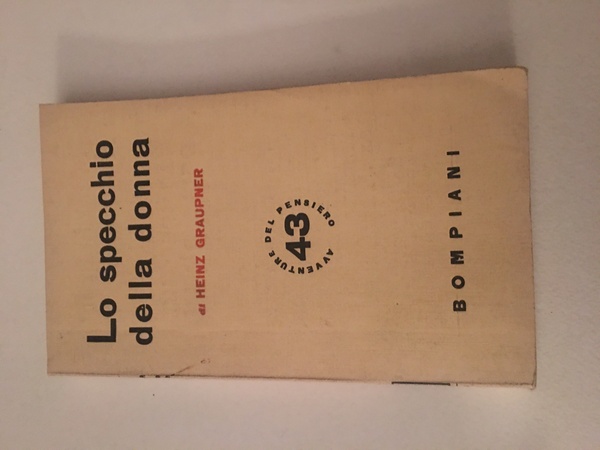 Lo specchio
della donna
di HEINZ GRAUPNER
AVVENTURE DEL PENSIERO
43
BOMPIANI